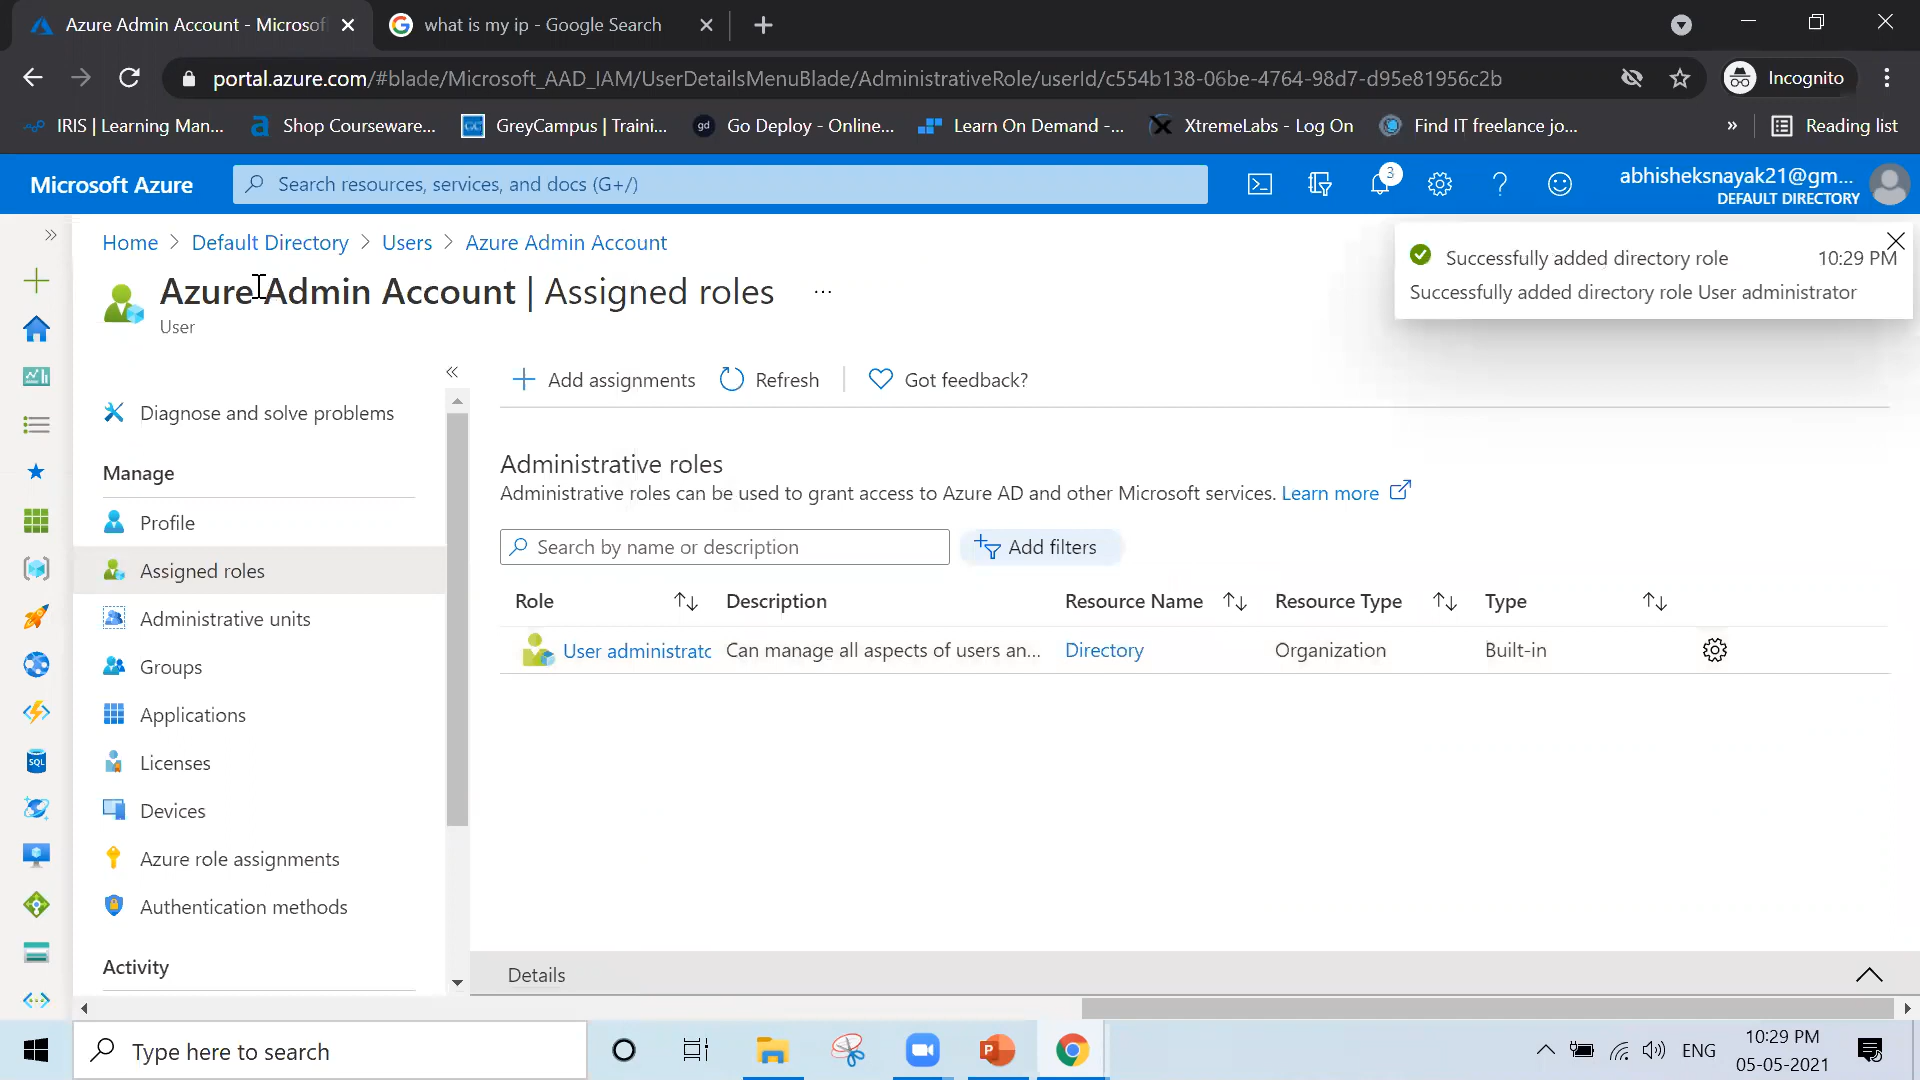 Azure Admin Account - Microsof
what is my ip - Google Search
portal.azure.com/#blade/Microsoft_AAD_IAM/UserDetailsMenuBlade/AdministrativeRole/userId/c554b138-06be-4764-98d7-d95e81956c2b
Incognito
IRIS | Learning Man...
Shop Courseware...
GreyCampus | Traini...
Go Deploy - Online...
Learn On Demand -...
XtremeLabs - Log On
Find IT freelance jo...
»
Reading list
Microsoft Azure
Search resources, services, and docs (G+/)
3
abhisheksnayak21@gm...
DEFAULT DIRECTORY
Home > Default Directory > Users > Azure Admin Account
Azure Admin Account | Assigned roles ...
User
Successfully added directory role 10:29 PM
Successfully added directory role User administrator
Diagnose and solve problems
Manage
Profile
Assigned roles
Administrative units
Groups
Applications
Licenses
Devices
Azure role assignments
Authentication methods
Activity
Add assignments
Refresh
Got feedback?
Administrative roles
Administrative roles can be used to grant access to Azure AD and other Microsoft services. Learn more
Search by name or description
Add filters
Role Description Resource Name Resource Type Type
User administratc Can manage all aspects of users an... Directory Organization Built-in
Details
SQL
Type here to search
ENG
10:29 PM
05-05-2021